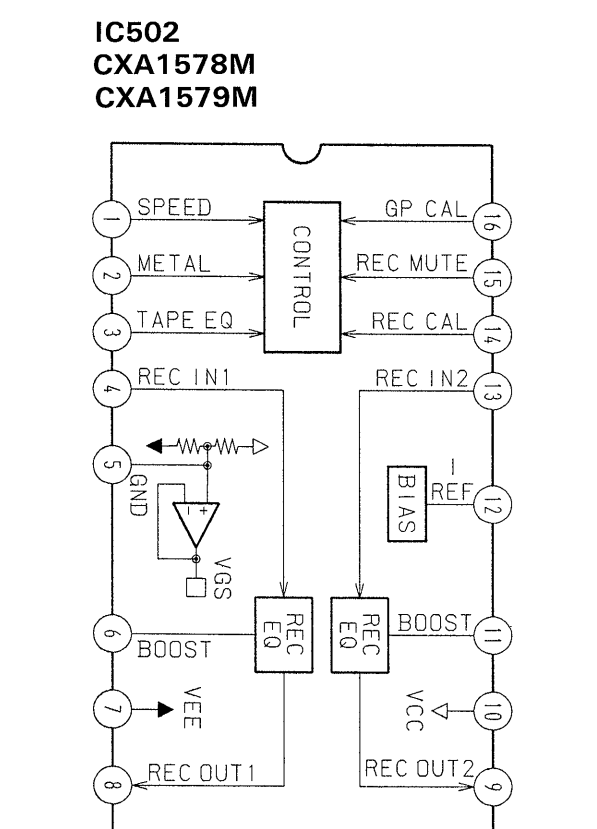 IC502
CXA1578M
CXA1579M
1 SPEED
GP CAL 16
2 METAL
REC MUTE 15
3 TAPE EQ
REC CAL 14
CONTROL
4 REC IN1
REC IN2 13
5
GND
- +
VGS
BIAS
I
REF 12
6 BOOST
REC
EQ
REC
EQ
BOOST 11
7 VEE
VCC 10
8 REC OUT1
REC OUT2 9